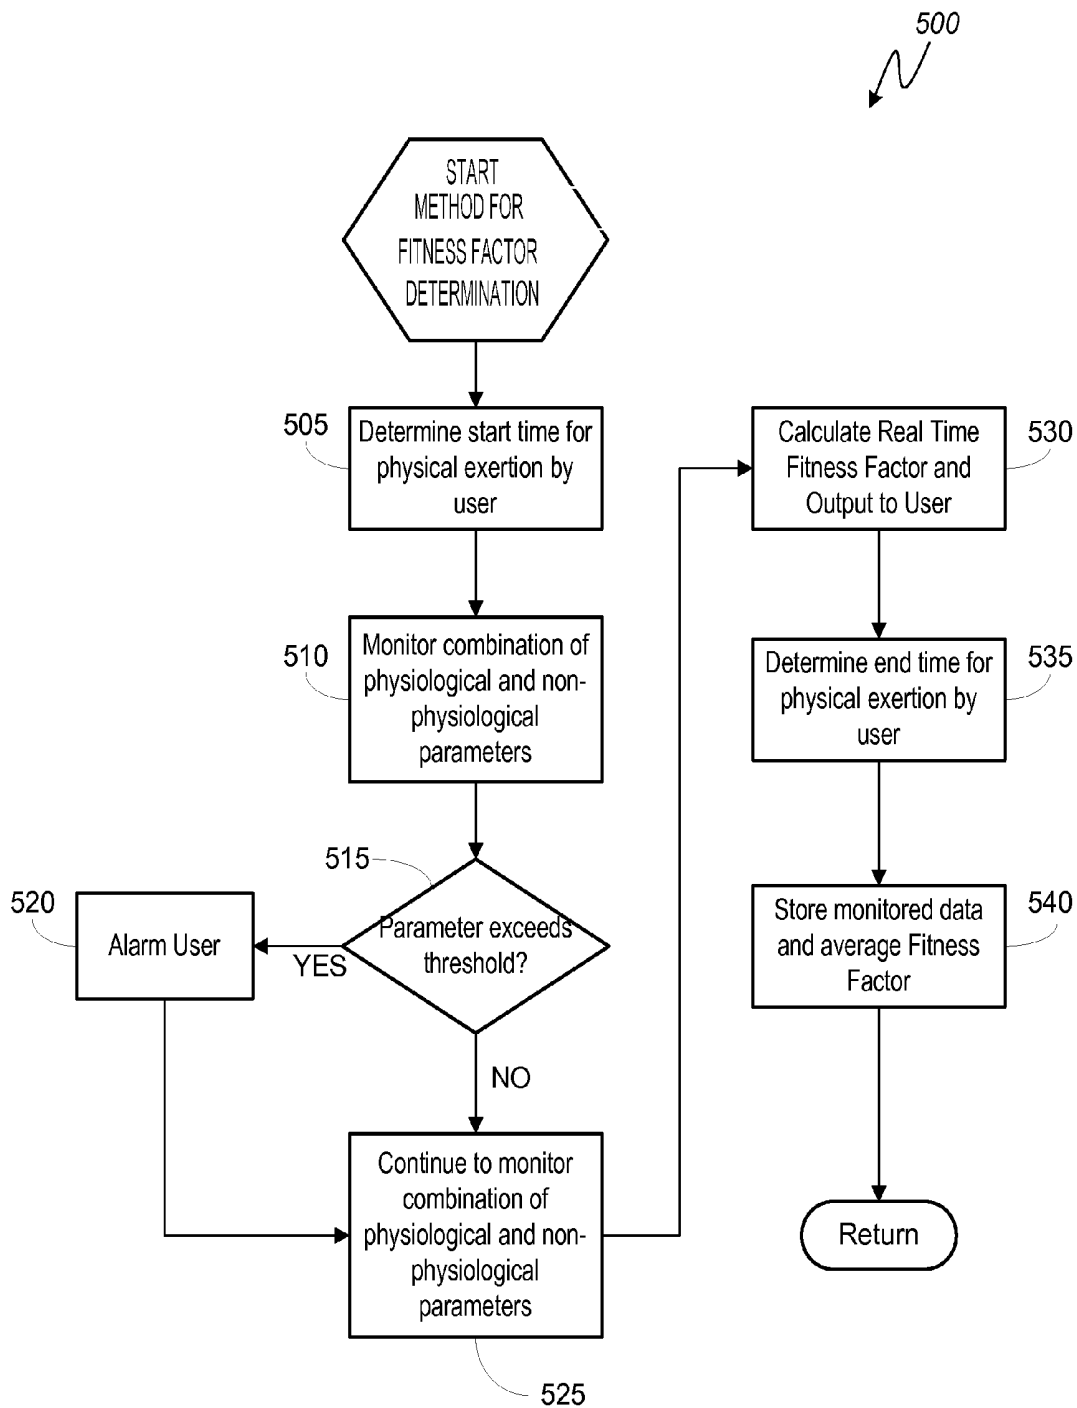 500
START
METHOD FOR
FITNESS FACTOR
DETERMINATION
505
Determine start time for
physical exertion by
user
510
Monitor combination of
physiological and non-
physiological
parameters
515
Parameter exceeds
threshold?
YES
NO
520
Alarm User
Continue to monitor
combination of
physiological and non-
physiological
parameters
525
530
Calculate Real Time
Fitness Factor and
Output to User
535
Determine end time for
physical exertion by
user
540
Store monitored data
and average Fitness
Factor
Return